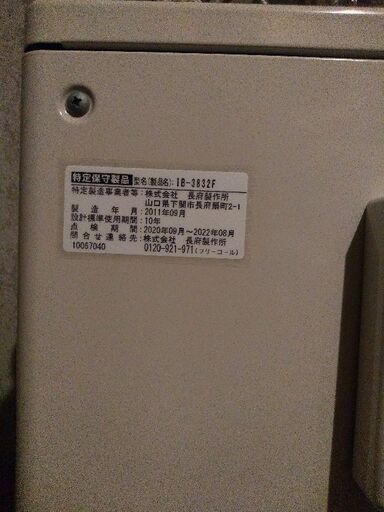 特定保守製品 型名(製品名):IB-3832F
特定製造事業者等:株式会社 長府製作所
山口県下関市長府扇町2-1
製造年月:2011年09月
設計標準使用期間:10年
点検期間:2020年09月~2022年08月
問合せ連絡先:株式会社 長府製作所
10057040 0120-921-971(フリーコール)